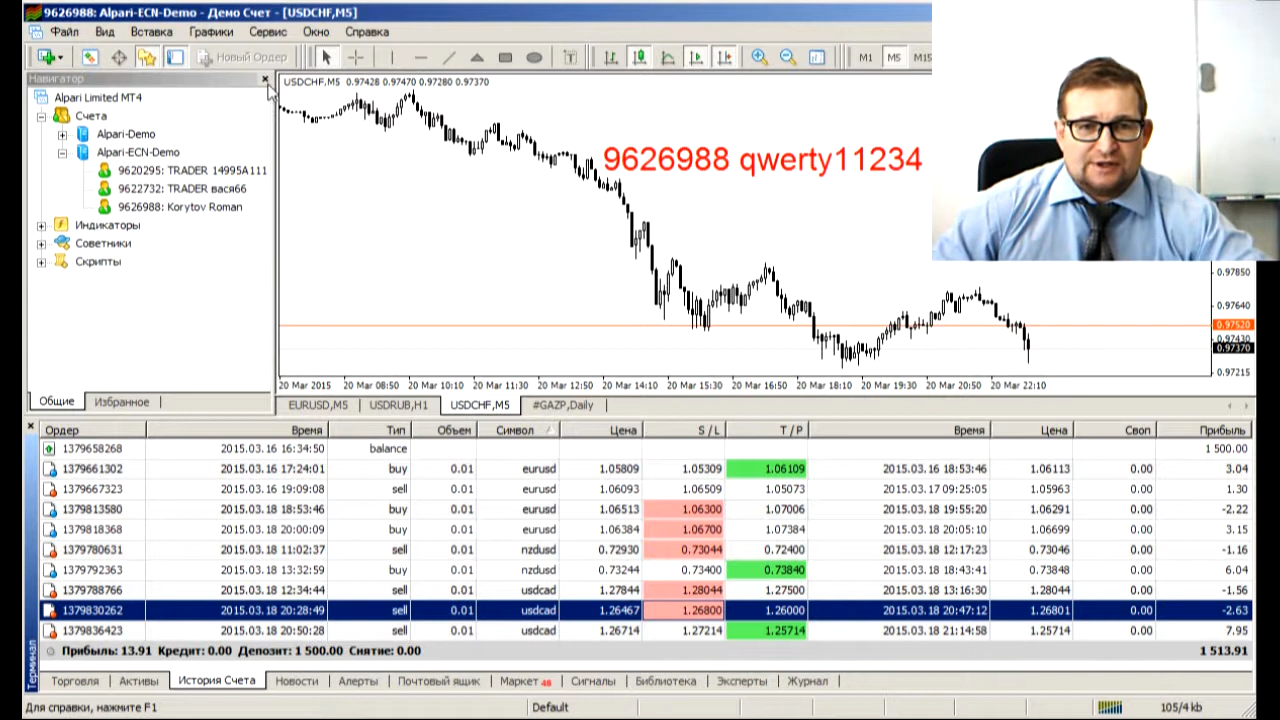 9626988: Alpari-ECN-Demo - Демо Счет - [USDCHF,M5]
Файл Вид Вставка Графики Сервис Окно Справка
Новый Ордер M1 M5 M15
Навигатор
Alpari Limited MT4
Счета
Alpari-Demo
Alpari-ECN-Demo
9620295: TRADER 14995A111
9622732: TRADER вася66
9626988: Korytov Roman
Индикаторы
Советники
Скрипты
Общие Избранное
USDCHF,M5 0.97428 0.97470 0.97280 0.97370
9626988 qwerty11234
0.97850
0.97640
0.97520
0.97430
0.97370
0.97215
20 Mar 2015 20 Mar 08:50 20 Mar 10:10 20 Mar 11:30 20 Mar 12:50 20 Mar 14:10 20 Mar 15:30 20 Mar 16:50 20 Mar 18:10 20 Mar 19:30 20 Mar 20:50 20 Mar 22:10
EURUSD,M5 USDRUB,H1 USDCHF,M5 #GAZP,Daily
Ордер Время Тип Объем Символ Цена S / L T / P Время Цена Своп Прибыль
1379658268 2015.03.16 16:34:50 balance 1 500.00
1379661302 2015.03.16 17:24:01 buy 0.01 eurusd 1.05809 1.05309 1.06109 2015.03.16 18:53:46 1.06113 0.00 3.04
1379667323 2015.03.16 19:09:08 sell 0.01 eurusd 1.06093 1.06509 1.05073 2015.03.17 09:25:05 1.05963 0.00 1.30
1379813580 2015.03.18 18:53:46 buy 0.01 eurusd 1.06513 1.06300 1.07006 2015.03.18 19:55:20 1.06291 0.00 -2.22
1379818368 2015.03.18 20:00:09 buy 0.01 eurusd 1.06384 1.06700 1.07384 2015.03.18 20:05:10 1.06699 0.00 3.15
1379780631 2015.03.18 11:02:37 sell 0.01 nzdusd 0.72930 0.73044 0.72400 2015.03.18 12:17:23 0.73046 0.00 -1.16
1379792363 2015.03.18 13:32:59 buy 0.01 nzdusd 0.73244 0.73400 0.73840 2015.03.18 18:43:41 0.73848 0.00 6.04
1379788766 2015.03.18 12:34:44 sell 0.01 usdcad 1.27844 1.28044 1.27500 2015.03.18 13:16:30 1.28044 0.00 -1.56
1379830262 2015.03.18 20:28:49 sell 0.01 usdcad 1.26467 1.26800 1.26000 2015.03.18 20:47:12 1.26801 0.00 -2.63
1379836423 2015.03.18 20:50:28 sell 0.01 usdcad 1.26714 1.27214 1.25714 2015.03.18 21:14:58 1.25714 0.00 7.95
Прибыль: 13.91 Кредит: 0.00 Депозит: 1 500.00 Снятие: 0.00 1 513.91
Терминал
Торговля Активы История Счета Новости Алерты Почтовый ящик Маркет 46 Сигналы Библиотека Эксперты Журнал
Для справки, нажмите F1 Default 105/4 kb